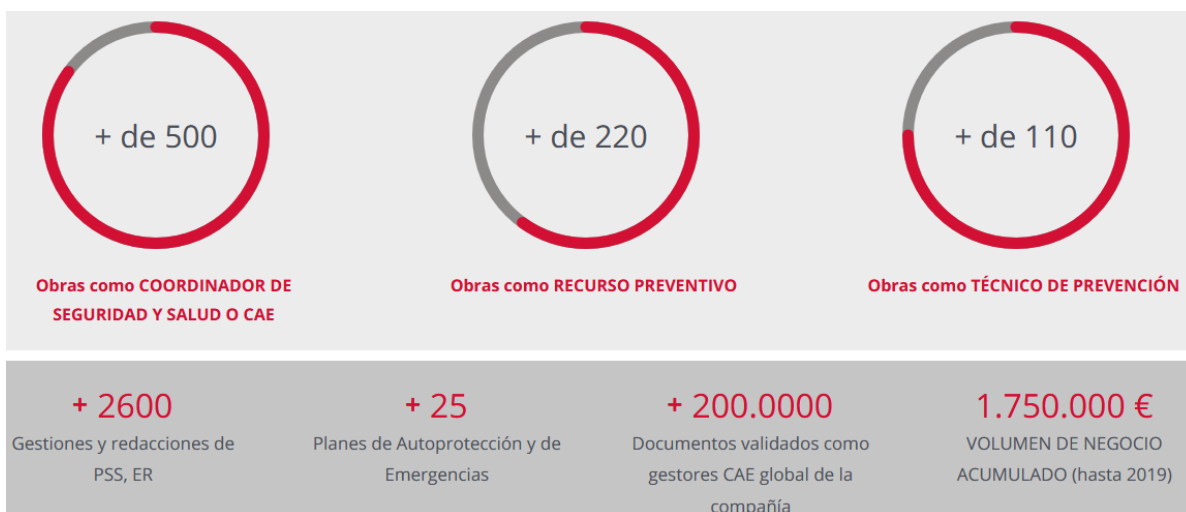 + de 500
+ de 220
+ de 110
Obras como COORDINADOR DE
SEGURIDAD Y SALUD O CAE
Obras como RECURSO PREVENTIVO
Obras como TÉCNICO DE PREVENCIÓN
+ 2600
Gestiones y redacciones de
PSS, ER
+ 25
Planes de Autoprotección y de
Emergencias
+ 200.0000
Documentos validados como
gestores CAE global de la
compañía
1.750.000 €
VOLUMEN DE NEGOCIO
ACUMULADO (hasta 2019)